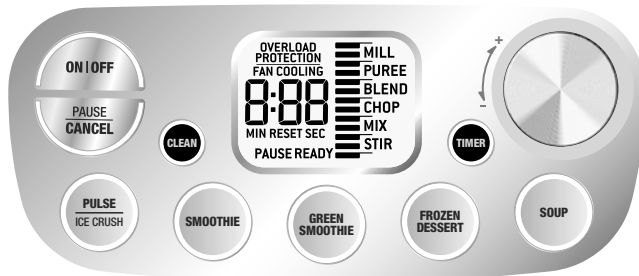 ON|OFF
PAUSE
CANCEL
CLEAN
OVERLOAD
PROTECTION
FAN COOLING
8:88
MIN RESET SEC
PAUSE READY
MILL
PUREE
BLEND
CHOP
MIX
STIR
+
-
TIMER
PULSE
ICE CRUSH
SMOOTHIE
GREEN
SMOOTHIE
FROZEN
DESSERT
SOUP